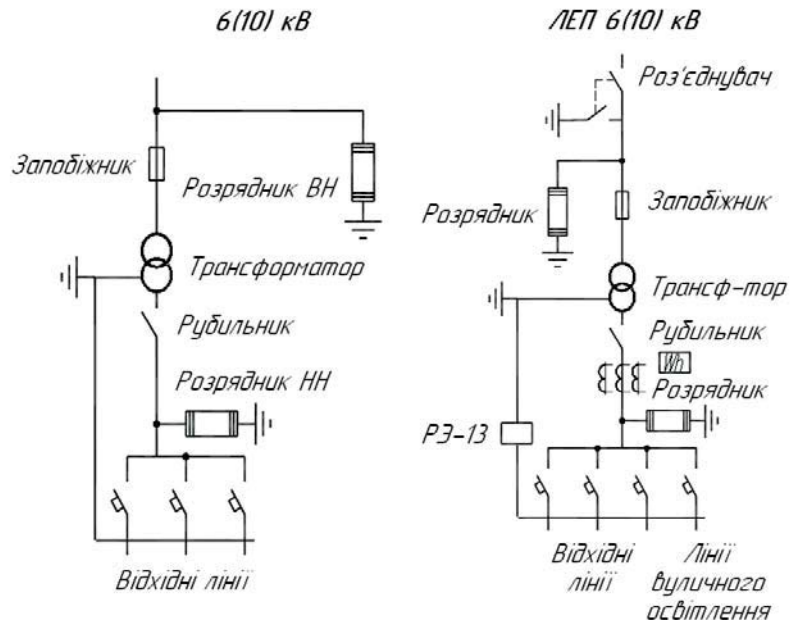 6(10) кВ
Запобіжник
Розрядник ВН
Трансформатор
Рубильник
Розрядник НН
Відхідні лінії
ЛЕП 6(10) кВ
Роз'єднувач
Розрядник
Запобіжник
Трансф-тор
Рубильник
Wh
Розрядник
РЭ-13
Відхідні
лінії
Лінії
вуличного
освітлення